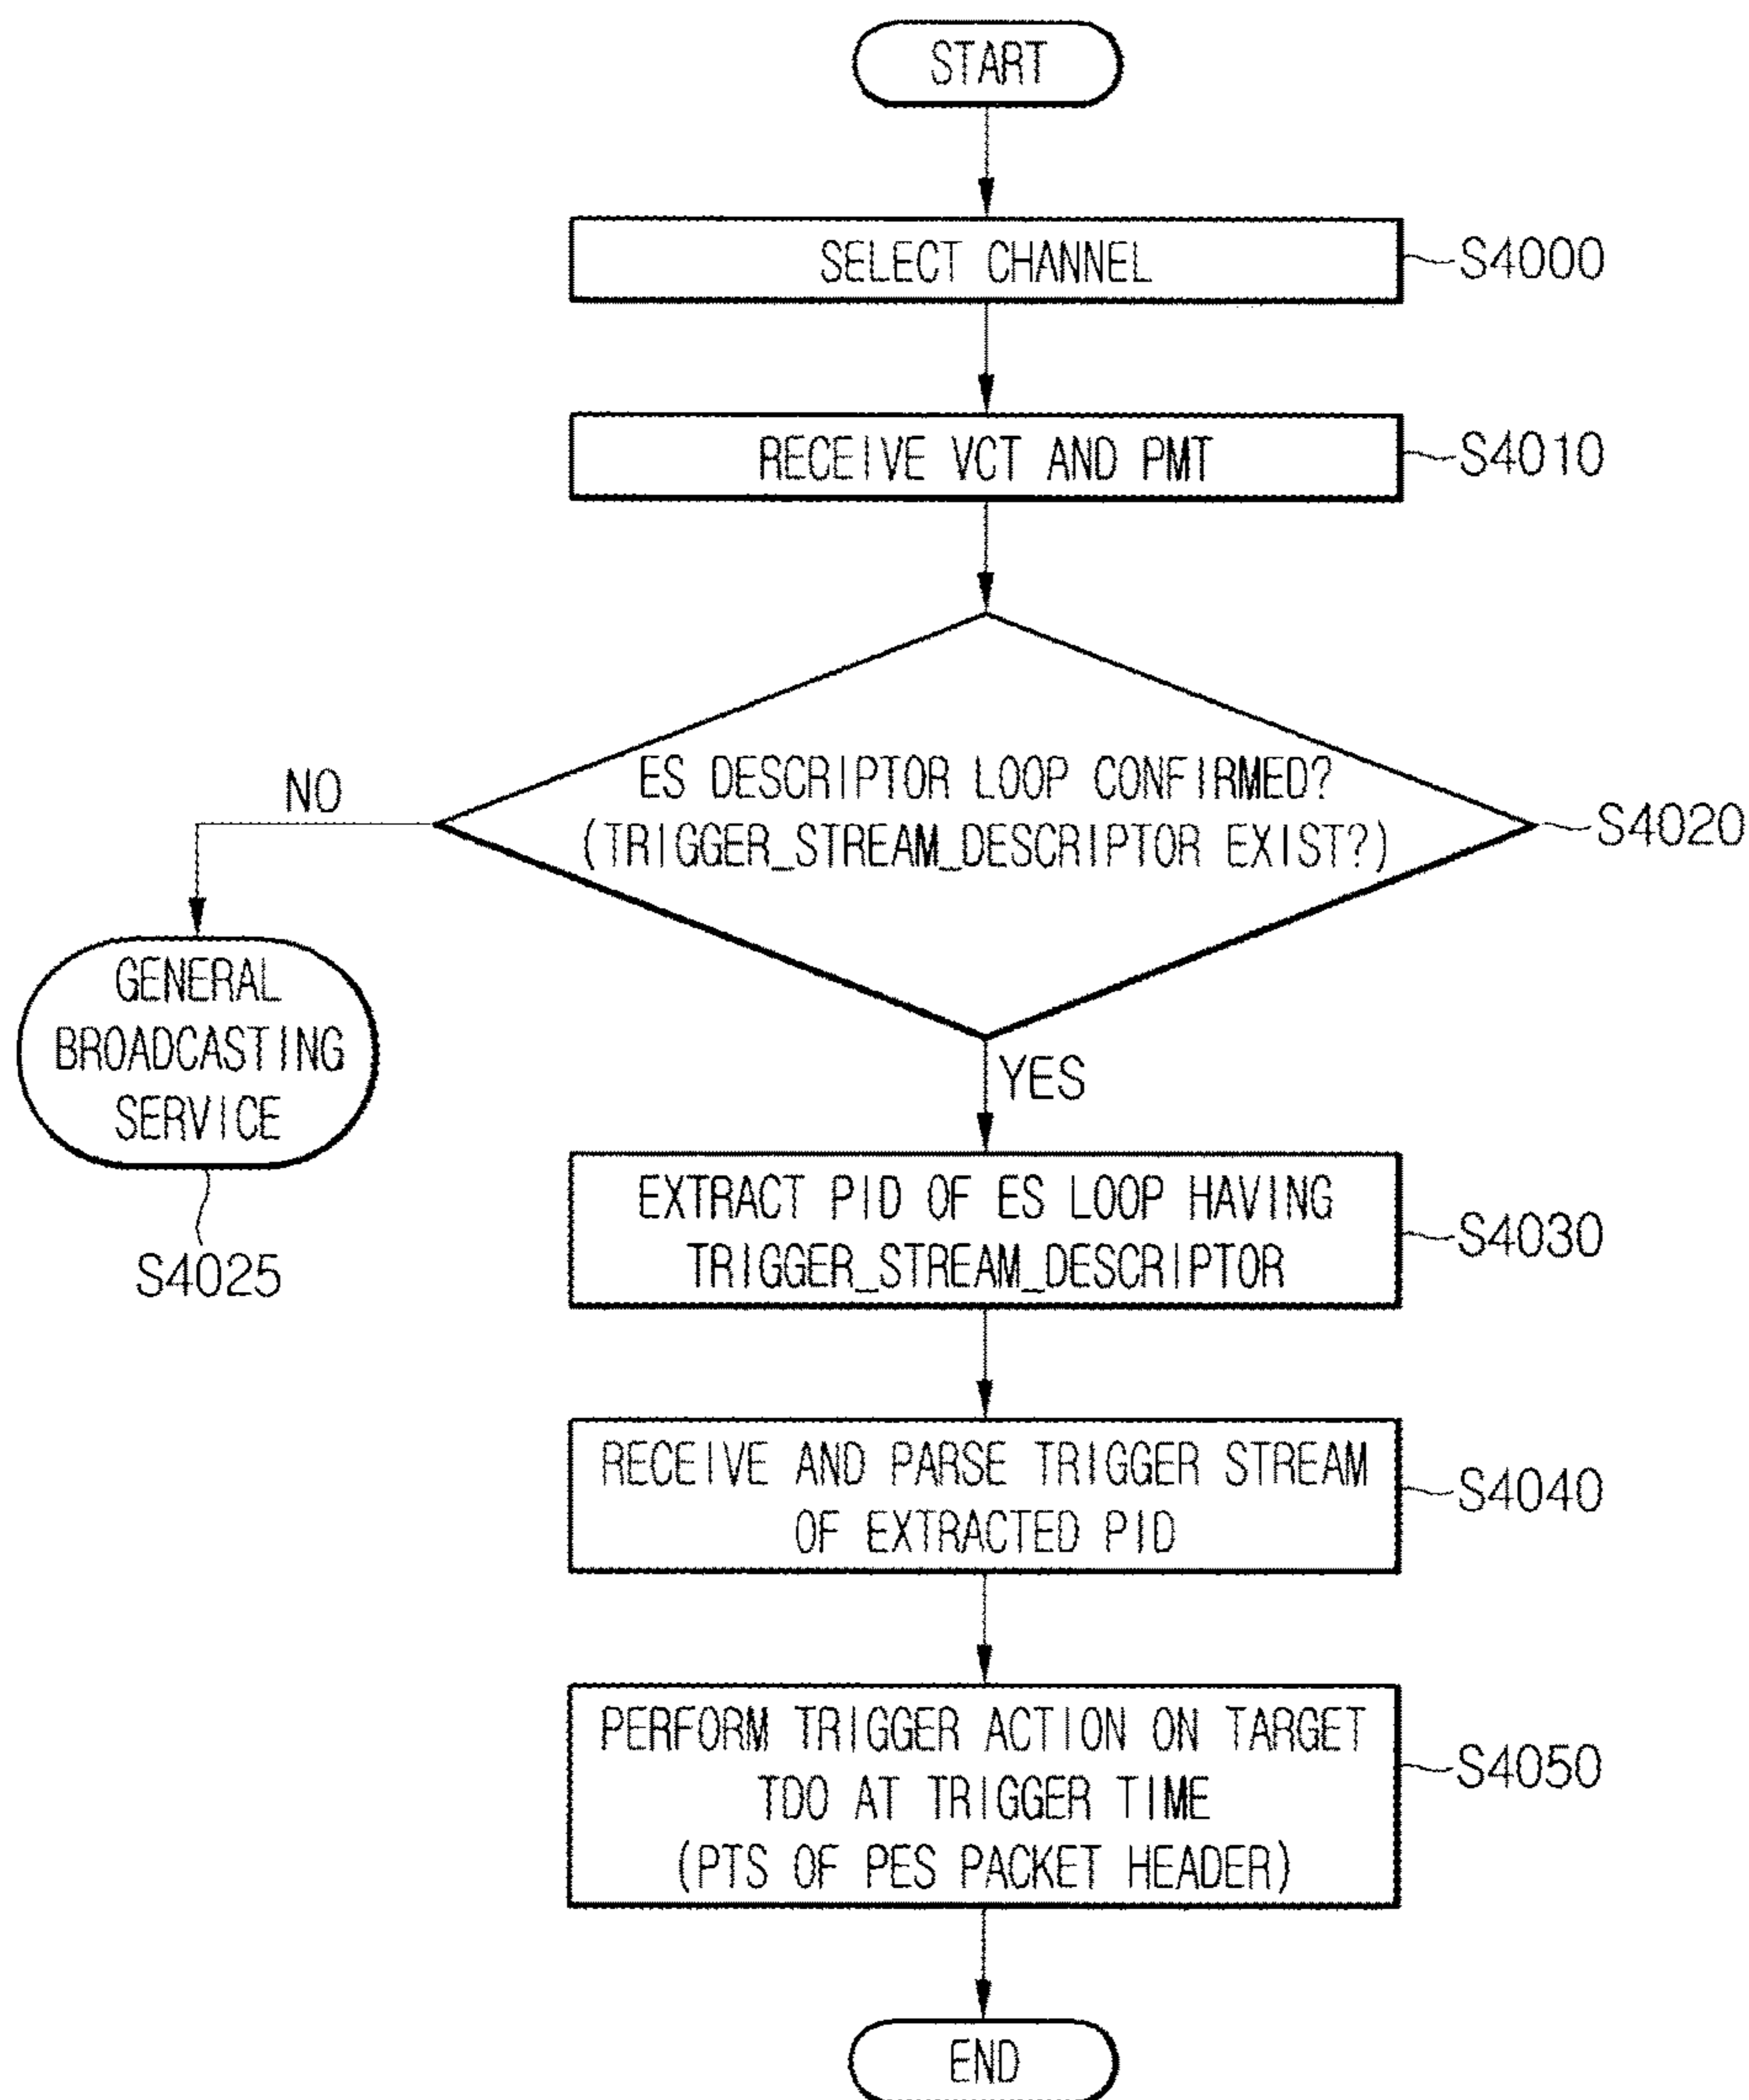 START
SELECT CHANNEL
S4000
RECEIVE VCT AND PMT
S4010
ES DESCRIPTOR LOOP CONFIRMED?
(TRIGGER_STREAM_DESCRIPTOR EXIST?)
S4020
NO
GENERAL
BROADCASTING
SERVICE
S4025
YES
EXTRACT PID OF ES LOOP HAVING
TRIGGER_STREAM_DESCRIPTOR
S4030
RECEIVE AND PARSE TRIGGER STREAM
OF EXTRACTED PID
S4040
PERFORM TRIGGER ACTION ON TARGET
TDO AT TRIGGER TIME
(PTS OF PES PACKET HEADER)
S4050
END